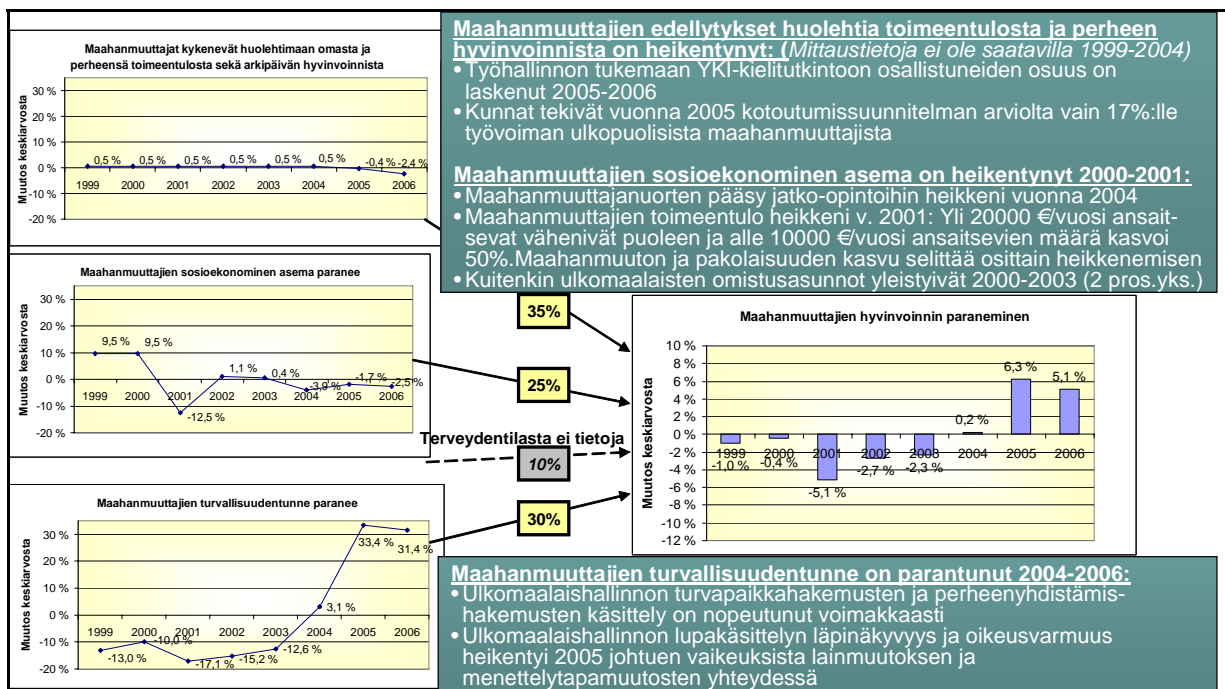 Maahanmuuttajat kykenevät huolehtimaan omasta ja
perheensä toimeentulosta sekä arkipäivän hyvinvoinnista
Muutos keskiarvosta
30 %
20 %
10 %
0 %
-10 %
-20 %
0,5 % 0,5 % 0,5 % 0,5 % 0,5 % 0,5 % -0,4 % -2,4 %
1999 2000 2001 2002 2003 2004 2005 2006
Maahanmuuttajien edellytykset huolehtia toimeentulosta ja perheen
hyvinvoinnista on heikentynyt: (Mittaustietoja ei ole saatavilla 1999-2004)
• Työhallinnon tukemaan YKI-kielitutkintoon osallistuneiden osuus on
laskenut 2005-2006
• Kunnat tekivät vuonna 2005 kotoutumissuunnitelman arviolta vain 17%:lle
työvoiman ulkopuolisista maahanmuuttajista
Maahanmuuttajien sosioekonominen asema on heikentynyt 2000-2001:
• Maahanmuuttajanuorten pääsy jatko-opintoihin heikkeni vuonna 2004
• Maahanmuuttajien toimeentulo heikkeni v. 2001: Yli 20000 €/vuosi ansait-
sevat vähenivät puoleen ja alle 10000 €/vuosi ansaitsevien määrä kasvoi
50%.Maahanmuuton ja pakolaisuuden kasvu selittää osittain heikkenemisen
• Kuitenkin ulkomaalaisten omistusasunnot yleistyivät 2000-2003 (2 pros.yks.)
Maahanmuuttajien sosioekonominen asema paranee
Muutos keskiarvosta
30 %
20 %
10 %
0 %
-10 %
-20 %
9,5 % 9,5 % -12,5 % 1,1 % 0,4 % -3,9 % -1,7 % -2,5 %
1999 2000 2001 2002 2003 2004 2005 2006
35%
25%
Terveydentilasta ei tietoja
10%
30%
Maahanmuuttajien hyvinvoinnin paraneminen
Muutos keskiarvosta
10 %
8 %
6 %
4 %
2 %
0 %
-2 %
-4 %
-6 %
-8 %
-10 %
-12 %
1999 2000 2001 2002 2003 2004 2005 2006
-1,0 % -0,4 % -5,1 % -2,7 % -2,3 % 0,2 % 6,3 % 5,1 %
Maahanmuuttajien turvallisuudentunne paranee
Muutos keskiarvosta
30 %
20 %
10 %
0 %
-10 %
-20 %
1999 2000 2001 2002 2003 2004 2005 2006
-13,0 % -10,0 % -17,1 % -15,2 % -12,6 % 3,1 % 33,4 % 31,4 %
Maahanmuuttajien turvallisuudentunne on parantunut 2004-2006:
• Ulkomaalaishallinnon turvapaikkahakemusten ja perheenyhdistämis-
hakemusten käsittely on nopeutunut voimakkaasti
• Ulkomaalaishallinnon lupakäsittelyn läpinäkyvyys ja oikeusvarmuus
heikentyi 2005 johtuen vaikeuksista lainmuutoksen ja
menettelytapamuutosten yhteydessä